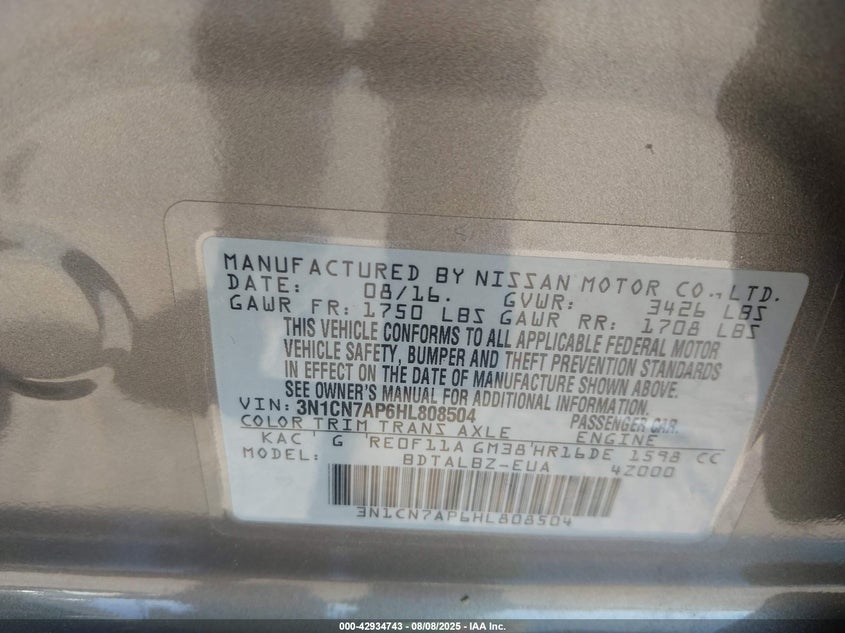 MANUFACTURED BY NISSAN MOTOR CO.,LTD.
DATE: 08/16. GVWR: 3426 LBS
GAWR FR: 1750 LBS GAWR RR: 1708 LBS
THIS VEHICLE CONFORMS TO ALL APPLICABLE FEDERAL MOTOR
VEHICLE SAFETY, BUMPER AND THEFT PREVENTION STANDARDS
IN EFFECT ON THE DATE OF MANUFACTURE SHOWN ABOVE.
SEE OWNER'S MANUAL FOR ADDITIONAL INFORMATION.
VIN: 3N1CN7AP6HL808504 PASSENGER CAR.
COLOR TRIM TRANS AXLE ENGINE
KAC G RE0F11A GM38 HR16DE 1598 CC
MODEL: BDTALBZ-EUA 4Z000
3N1CN7AP6HL808504
000-42934743 - 08/08/2025 - IAA Inc.